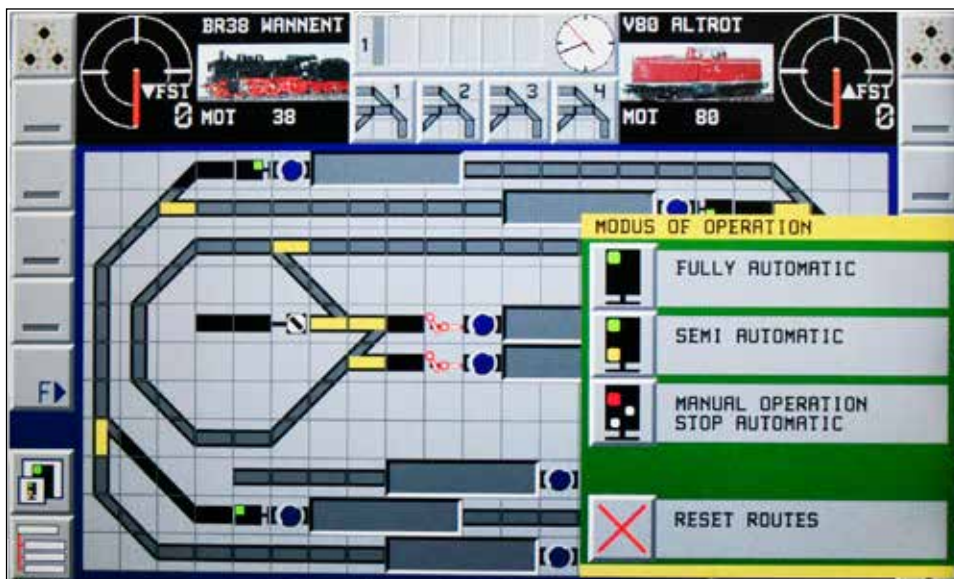 BR38 WANNENT
▼FST
0
MOT 38
1
1 2 3 4
V80 ALTROT
▲FST
0
MOT 80
F▶
MODUS OF OPERATION
FULLY AUTOMATIC
SEMI AUTOMATIC
MANUAL OPERATION
STOP AUTOMATIC
RESET ROUTES